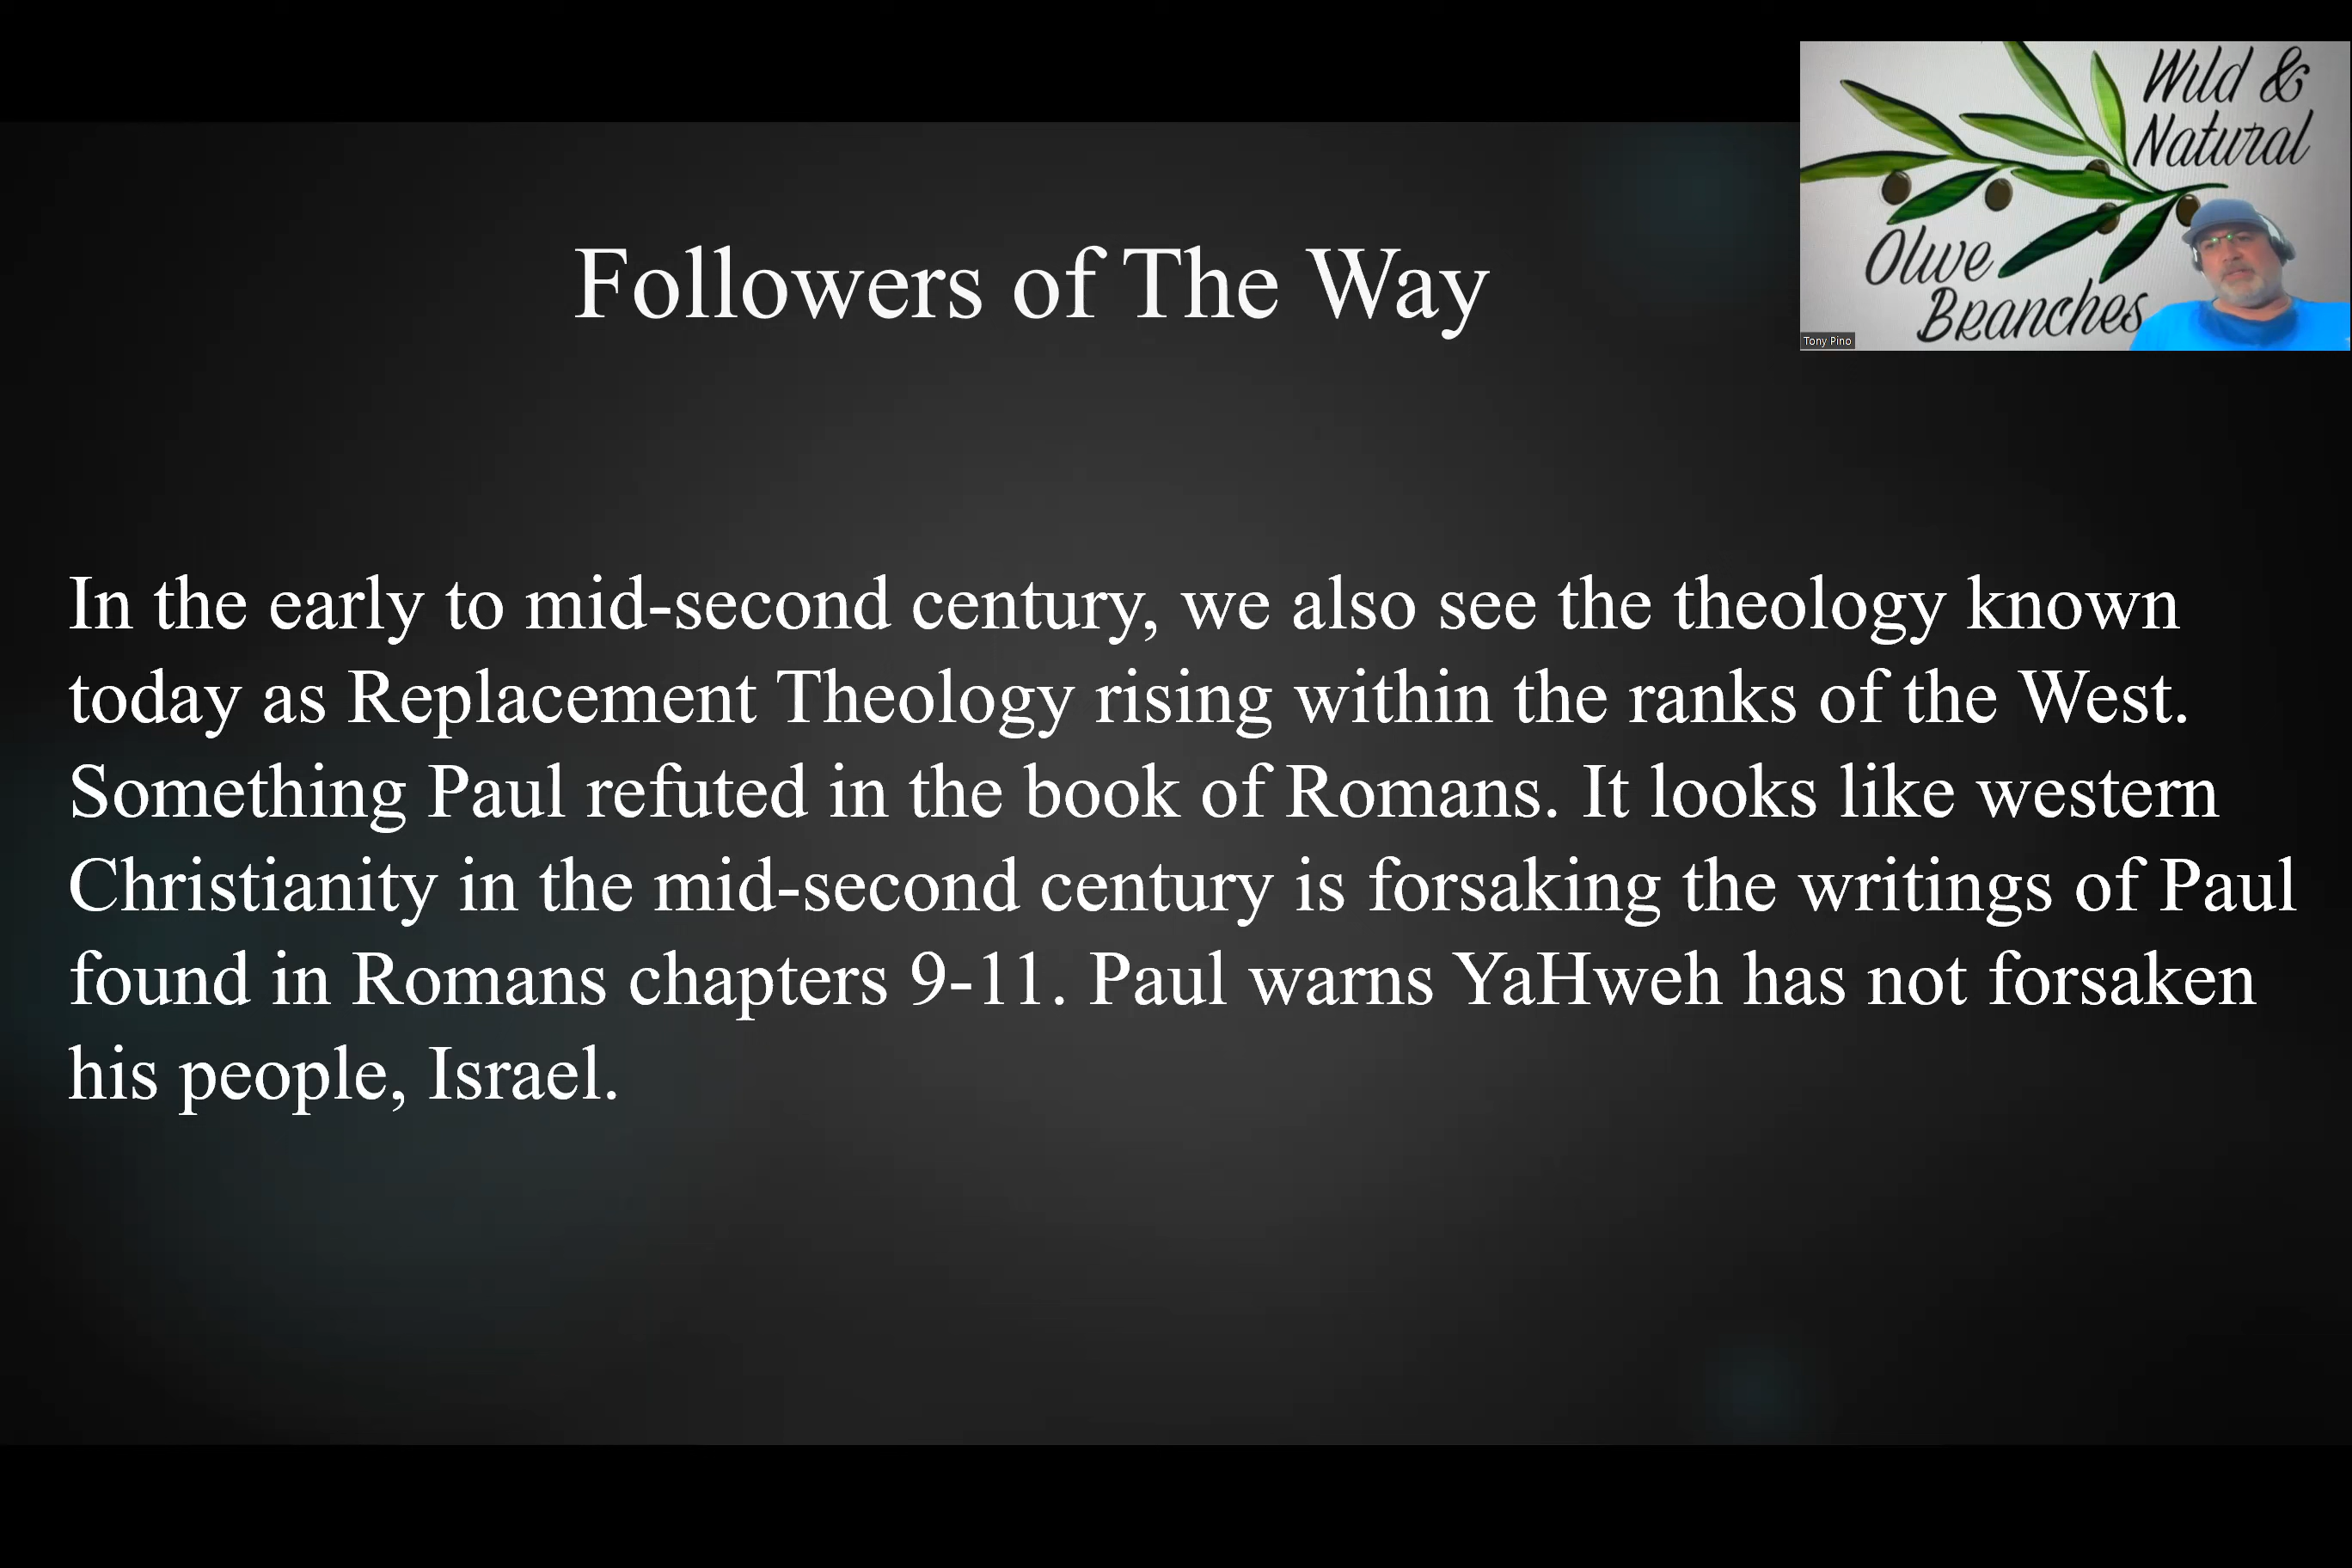 Wild &
Natural
Olive
Branches
Tony Pino
Followers of The Way
In the early to mid-second century, we also see the theology known
today as Replacement Theology rising within the ranks of the West.
Something Paul refuted in the book of Romans. It looks like western
Christianity in the mid-second century is forsaking the writings of Paul
found in Romans chapters 9-11. Paul warns YaHweh has not forsaken
his people, Israel.